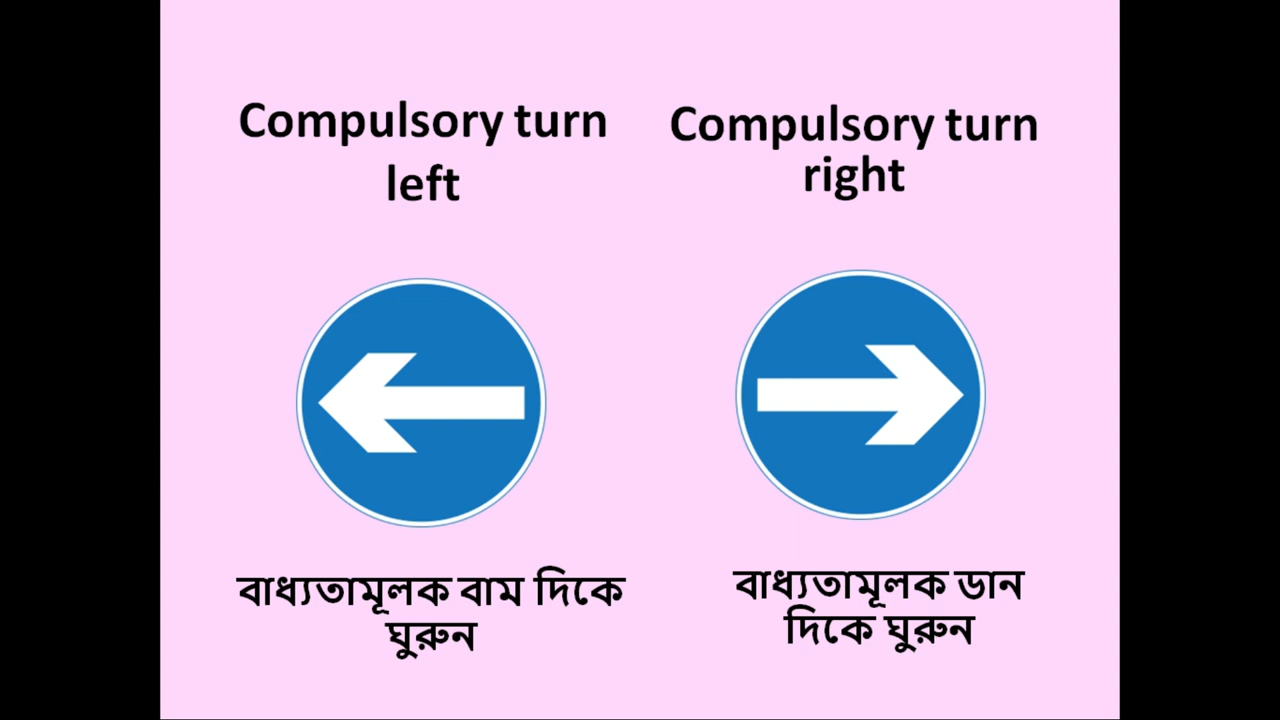 Compulsory turn
left
Compulsory turn
right
বাধ্যতামূলক বাম দিকে
ঘুরুন
বাধ্যতামূলক ডান
দিকে ঘুরুন